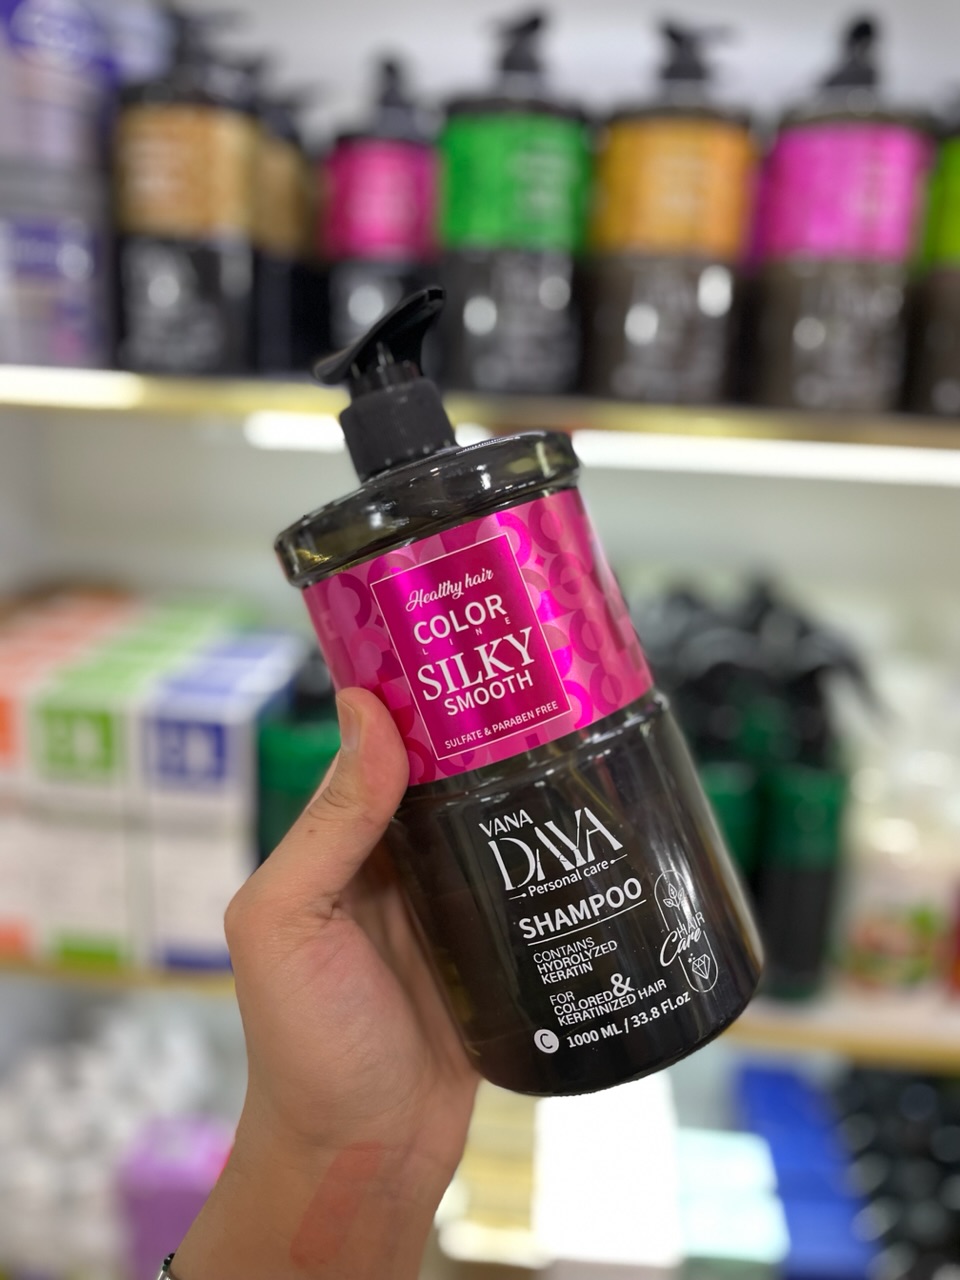 Healthy hair
COLOR
LINE
SILKY
SMOOTH
SULFATE & PARABEN FREE
VANA
DAYA
Personal care
SHAMPOO
CONTAINS
HYDROLYZED
KERATIN
FOR
COLORED &
KERATINIZED HAIR
HAIR
Care
C 1000 ML / 33.8 Fl.oz